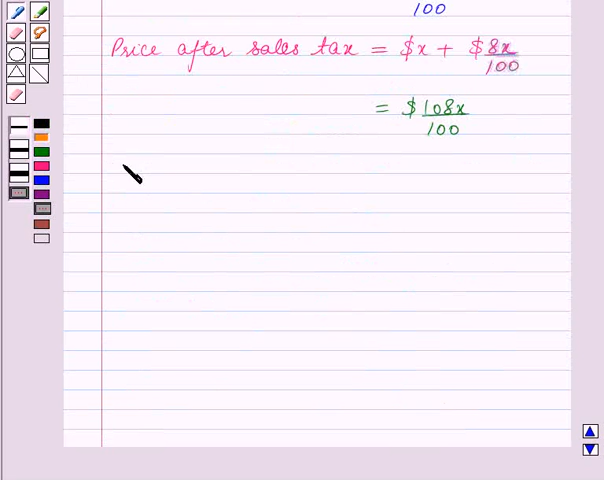 100
Price after sales tax = $x + $8x/100
= $108x/100